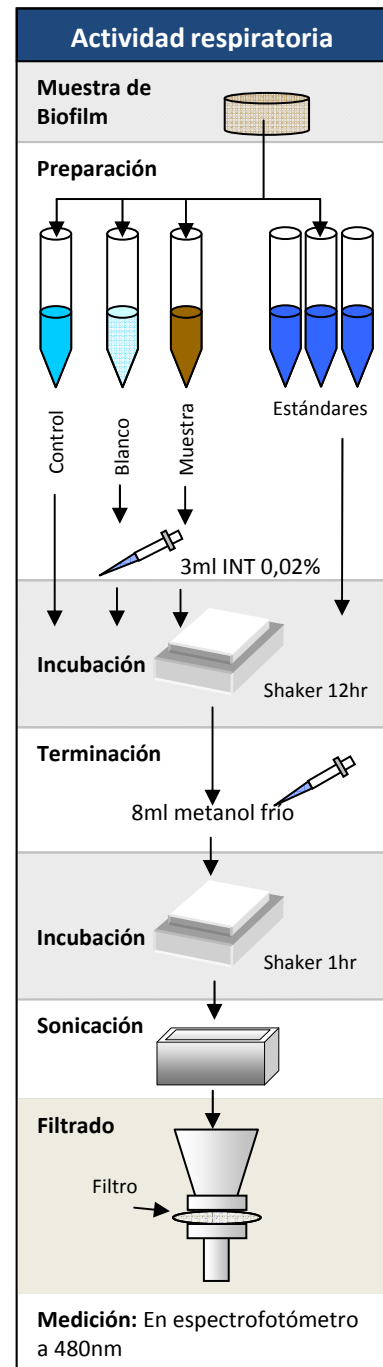 Actividad respiratoria
Muestra de
Biofilm
Preparación
Control
Blanco
Muestra
Estándares
3ml INT 0,02%
Incubación
Shaker 12hr
Terminación
8ml metanol frío
Incubación
Shaker 1hr
Sonicación
Filtrado
Filtro
Medición: En espectrofotómetro
a 480nm